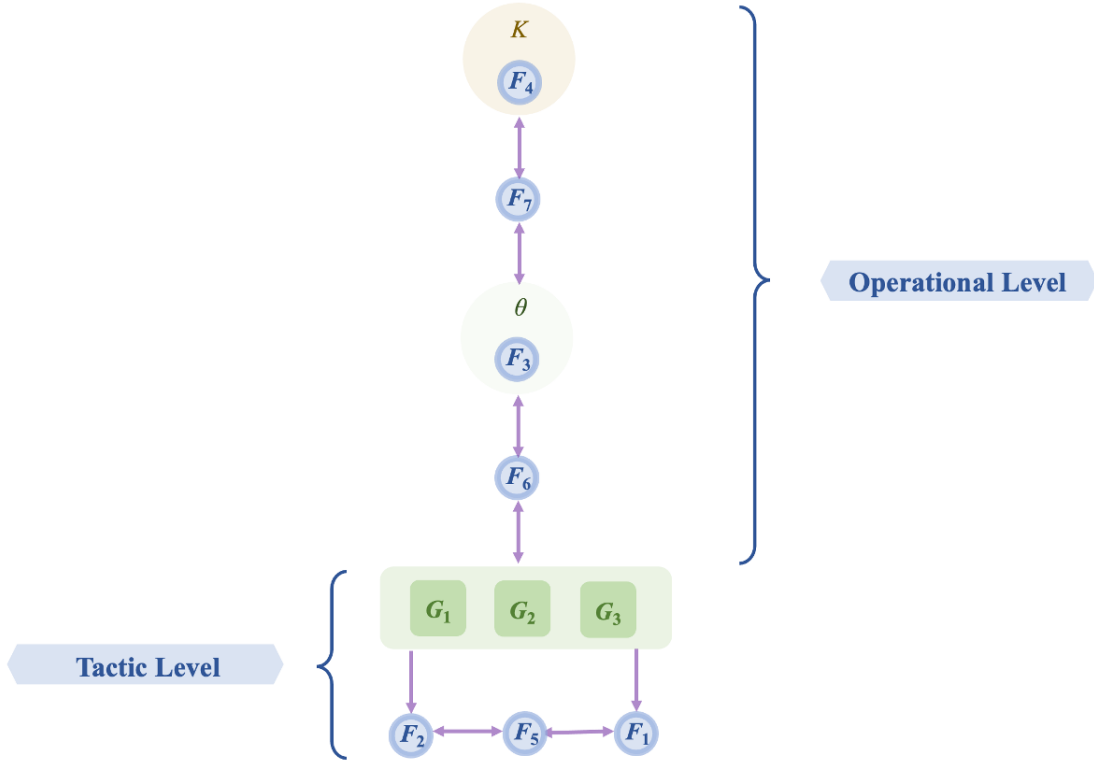 K
F₄
F₇
Operational Level
θ
F₃
F₆
G₁ G₂ G₃
Tactic Level
F₂ F₅ F₁